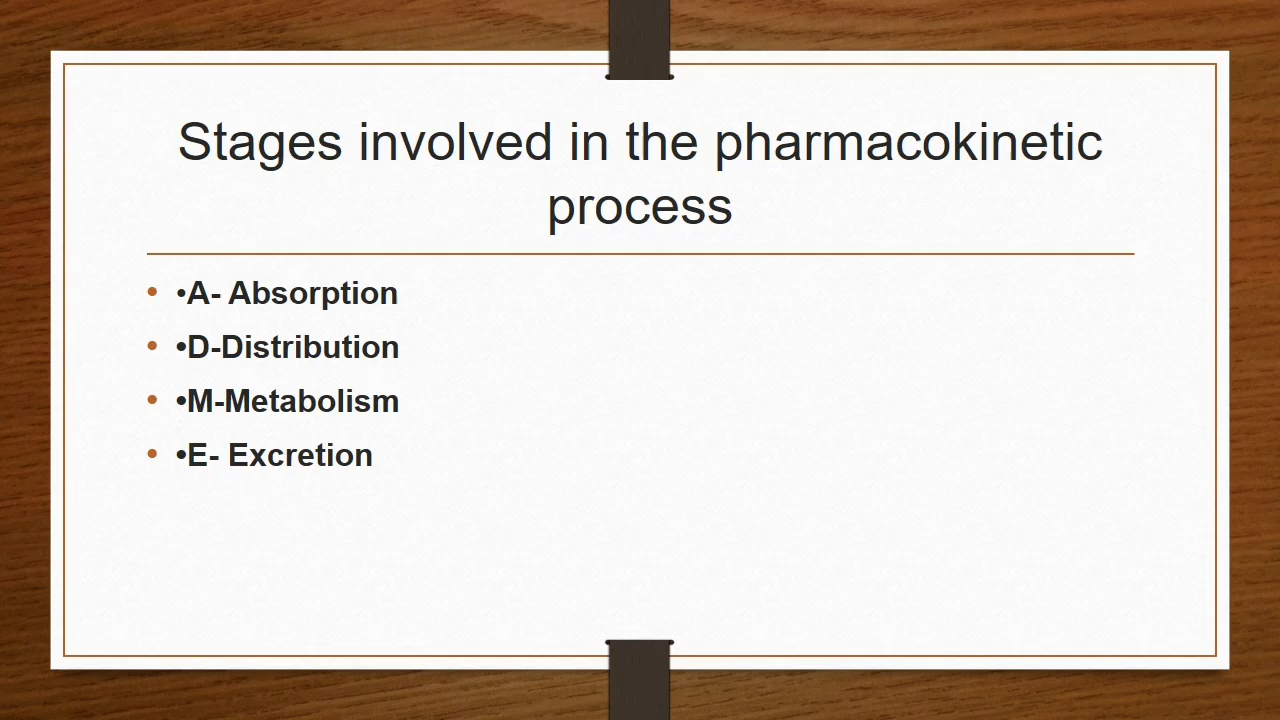 Stages involved in the pharmacokinetic
process
• •A- Absorption
• •D-Distribution
• •M-Metabolism
• •E- Excretion